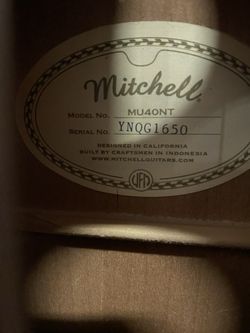 Mitchell®
MODEL NO. MU40NT
SERIAL NO. YNQG1650
DESIGNED IN CALIFORNIA
BUILT BY CRAFTSMEN IN INDONESIA
WWW.MITCHELLGUITARS.COM